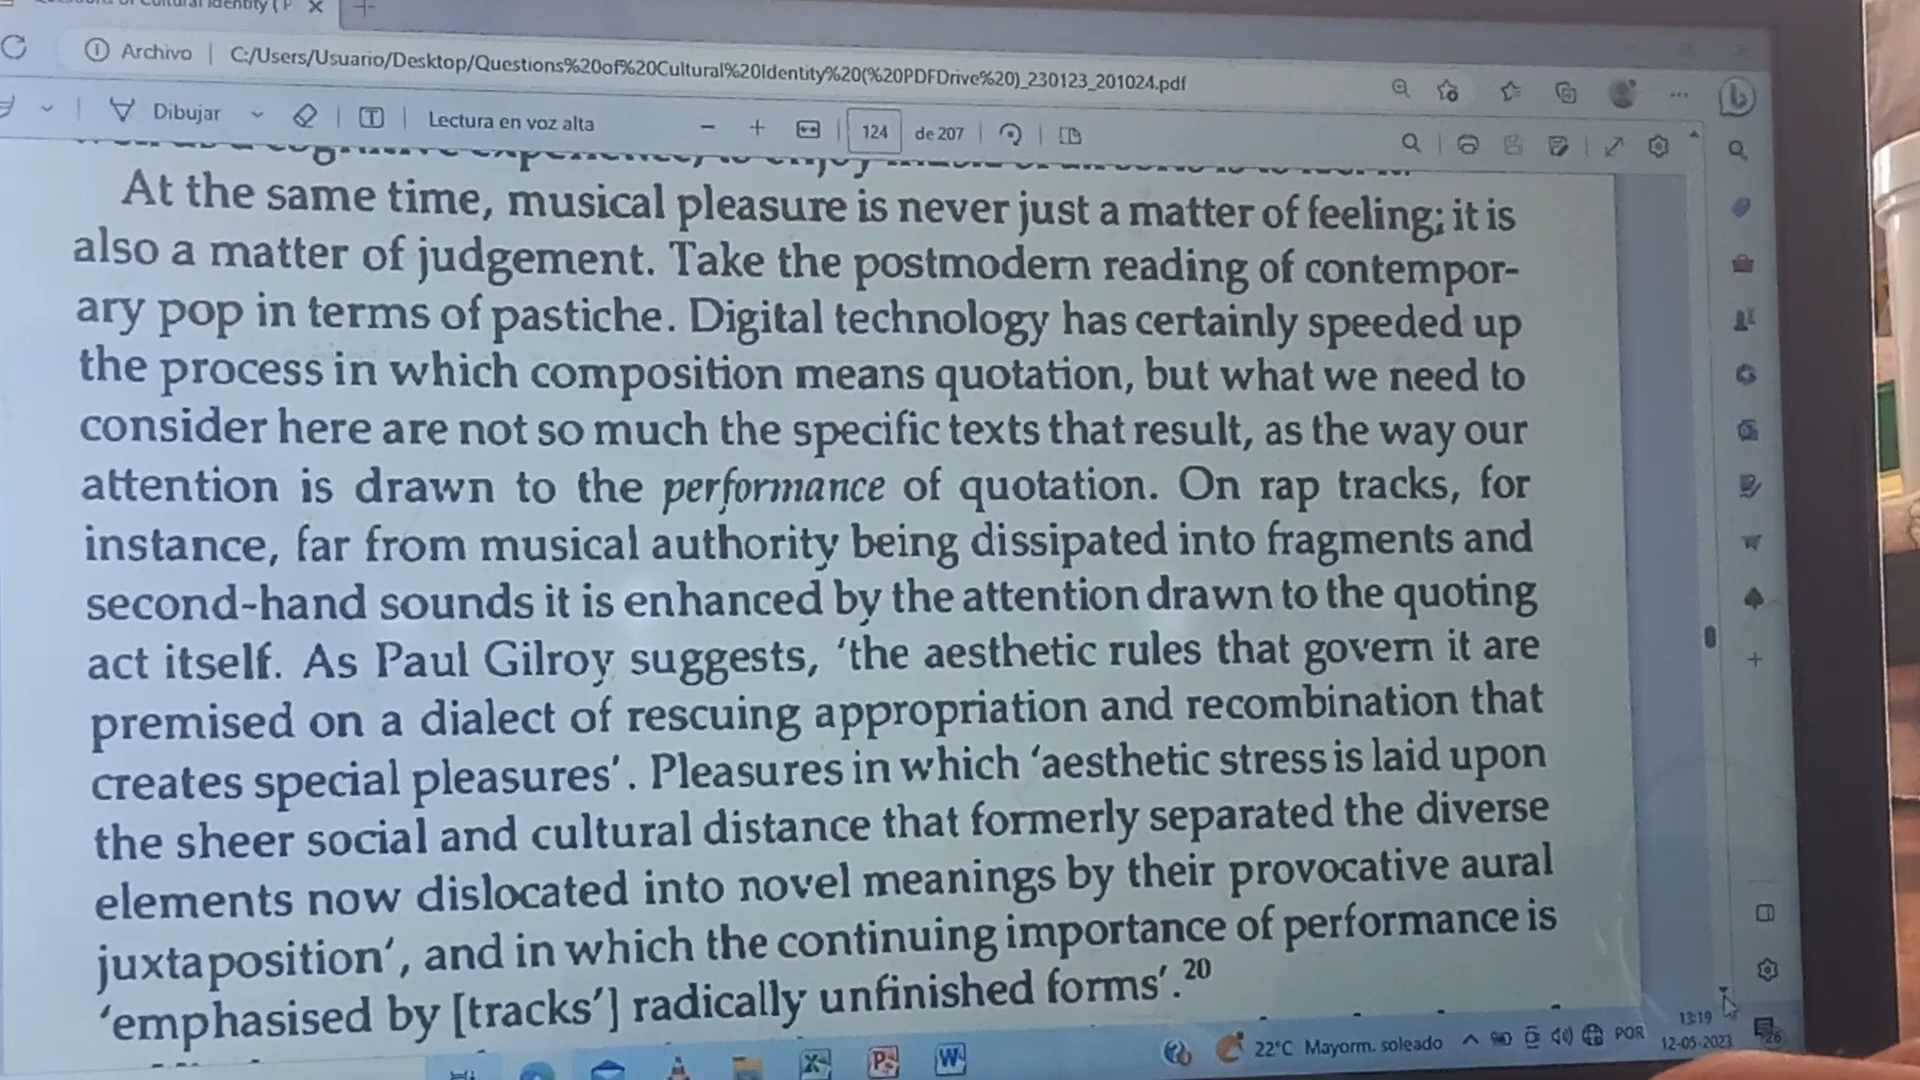 Cultural Identity ( P
Archivo | C:/Users/Usuario/Desktop/Questions%20of%20Cultural%20Identity%20(%20PDFDrive%20)_230123_201024.pdf
Dibujar Lectura en voz alta 124 de 207
cognitive experience, to enjoy music
At the same time, musical pleasure is never just a matter of feeling; it is
also a matter of judgement. Take the postmodern reading of contempor-
ary pop in terms of pastiche. Digital technology has certainly speeded up
the process in which composition means quotation, but what we need to
consider here are not so much the specific texts that result, as the way our
attention is drawn to the performance of quotation. On rap tracks, for
instance, far from musical authority being dissipated into fragments and
second-hand sounds it is enhanced by the attention drawn to the quoting
act itself. As Paul Gilroy suggests, ‘the aesthetic rules that govern it are
premised on a dialect of rescuing appropriation and recombination that
creates special pleasures’. Pleasures in which ‘aesthetic stress is laid upon
the sheer social and cultural distance that formerly separated the diverse
elements now dislocated into novel meanings by their provocative aural
juxtaposition’, and in which the continuing importance of performance is
‘emphasised by [tracks’] radically unfinished forms’.20
22°C Mayorm. soleado POR 13:19
12-05-2023 26